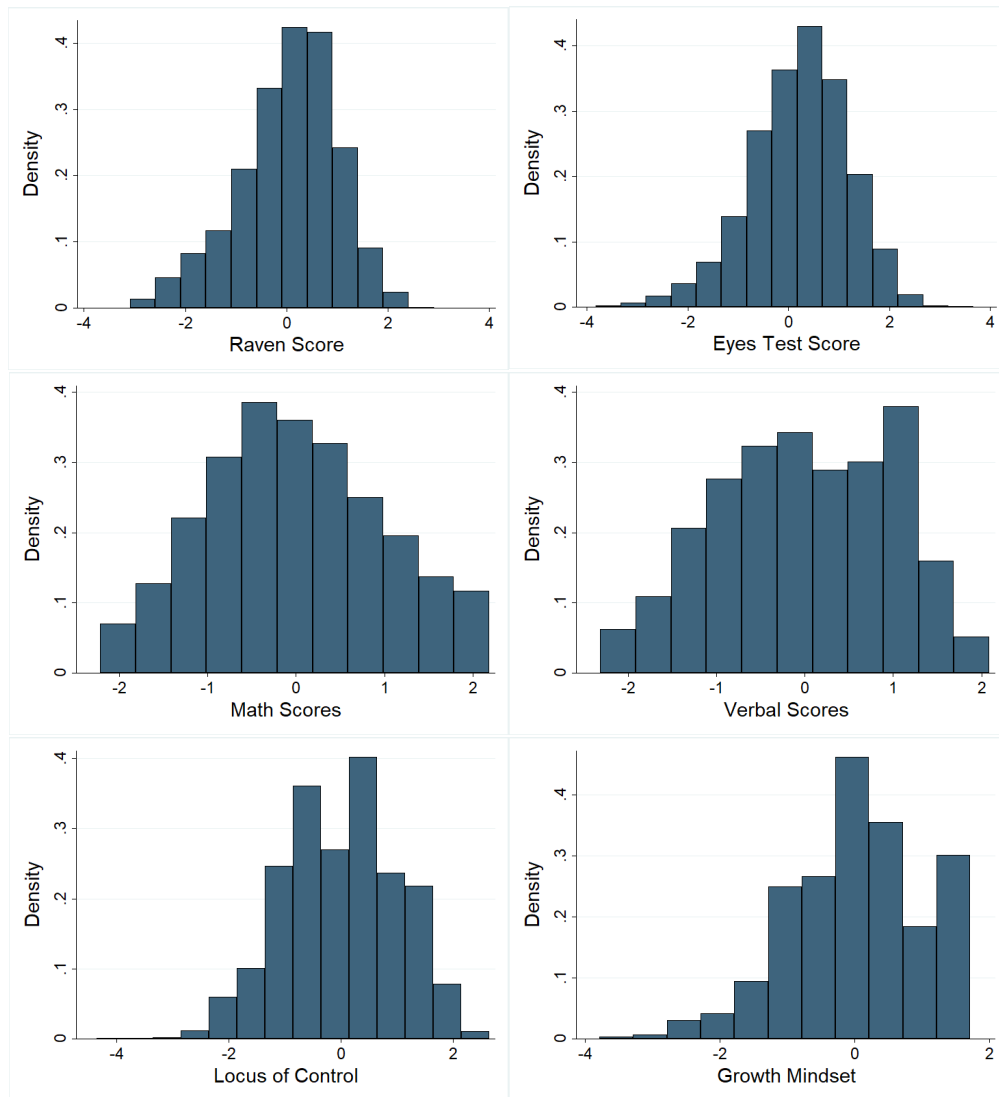 Density
.4
.3
.2
.1
0
-4 -2 0 2 4
Raven Score
Density
.4
.3
.2
.1
0
-4 -2 0 2 4
Eyes Test Score
Density
.4
.3
.2
.1
0
-2 -1 0 1 2
Math Scores
Density
.4
.3
.2
.1
0
-2 -1 0 1 2
Verbal Scores
Density
.4
.3
.2
.1
0
-4 -2 0 2
Locus of Control
Density
.4
.3
.2
.1
0
-4 -2 0 2
Growth Mindset